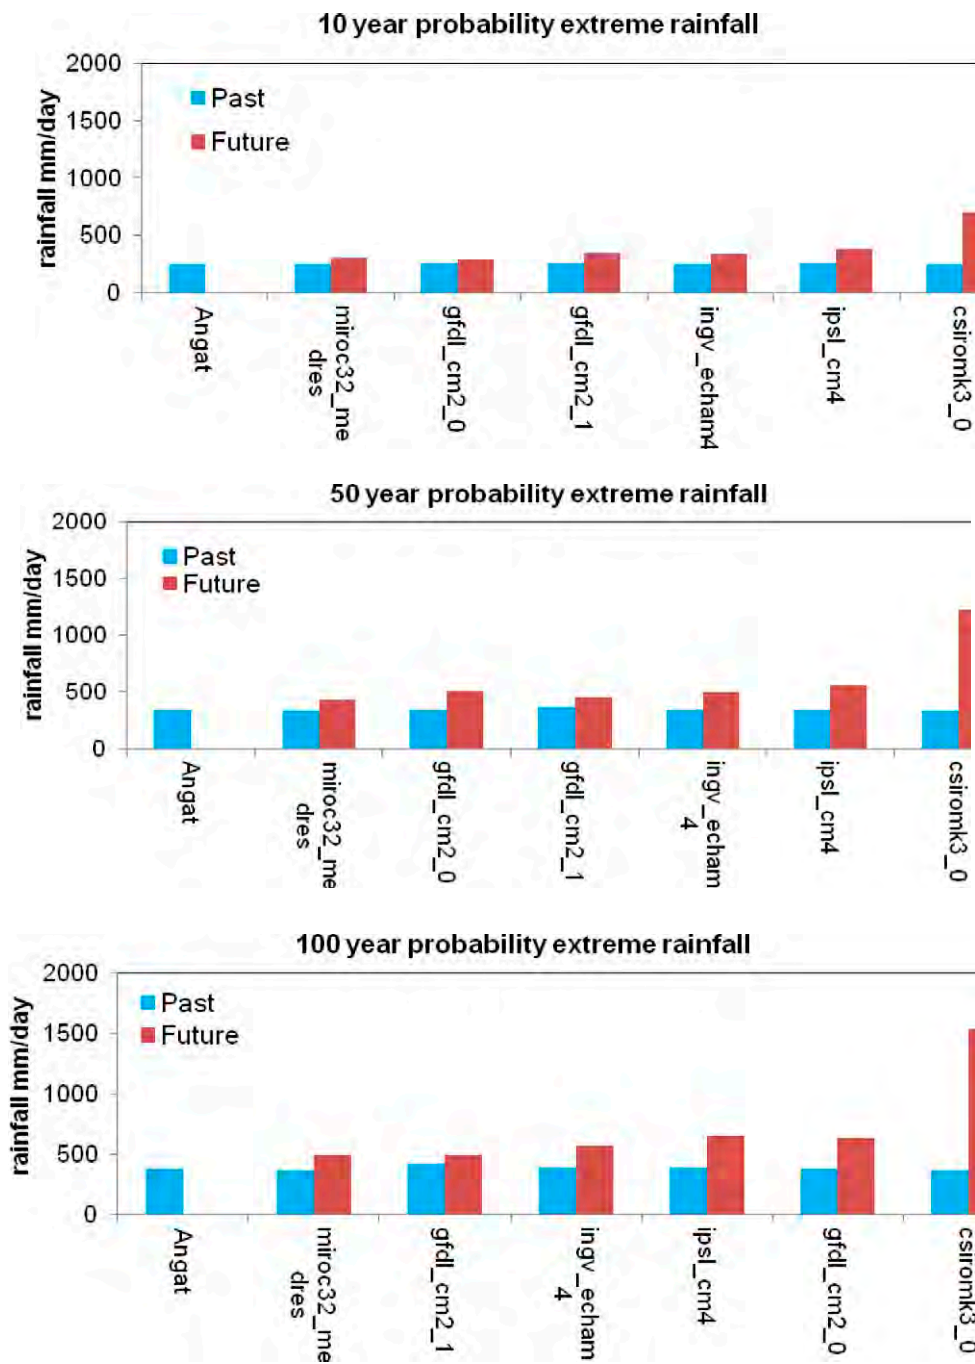 10 year probability extreme rainfall
rainfall mm/day
2000
1500
1000
500
0
Past
Future
Angat
miroc32_me
dres
gfdl_cm2_0
gfdl_cm2_1
ingv_echam4
ipsl_cm4
csiromk3_0
50 year probability extreme rainfall
rainfall mm/day
2000
1500
1000
500
0
Past
Future
Angat
miroc32_me
dres
gfdl_cm2_0
gfdl_cm2_1
ingv_echam
4
ipsl_cm4
csiromk3_0
100 year probability extreme rainfall
rainfall mm/day
2000
1500
1000
500
0
Past
Future
Angat
miroc32_me
dres
gfdl_cm2_1
ingv_echam
4
ipsl_cm4
gfdl_cm2_0
csiromk3_0